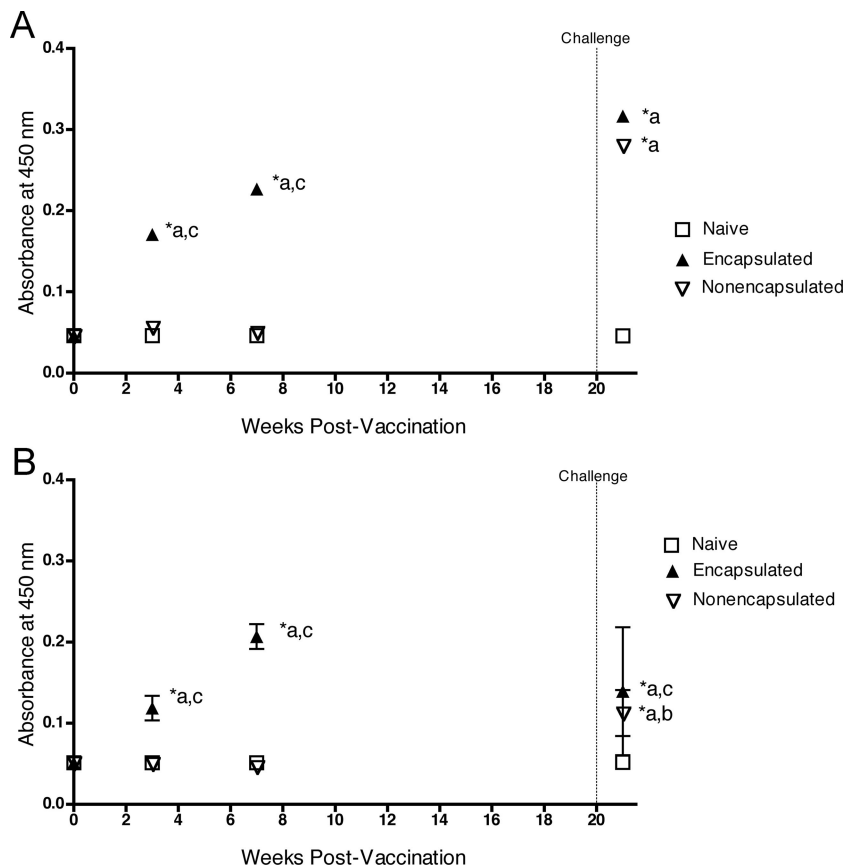 A
Challenge
0.4
0.3
0.2
0.1
0.0
Absorbance at 450 nm
*a,c
*a,c
*a
*a
Naive
Encapsulated
Nonencapsulated
0 2 4 6 8 10 12 14 16 18 20
Weeks Post-Vaccination
B
Challenge
0.4
0.3
0.2
0.1
0.0
Absorbance at 450 nm
*a,c
*a,c
*a,c
*a,b
Naive
Encapsulated
Nonencapsulated
0 2 4 6 8 10 12 14 16 18 20
Weeks Post-Vaccination